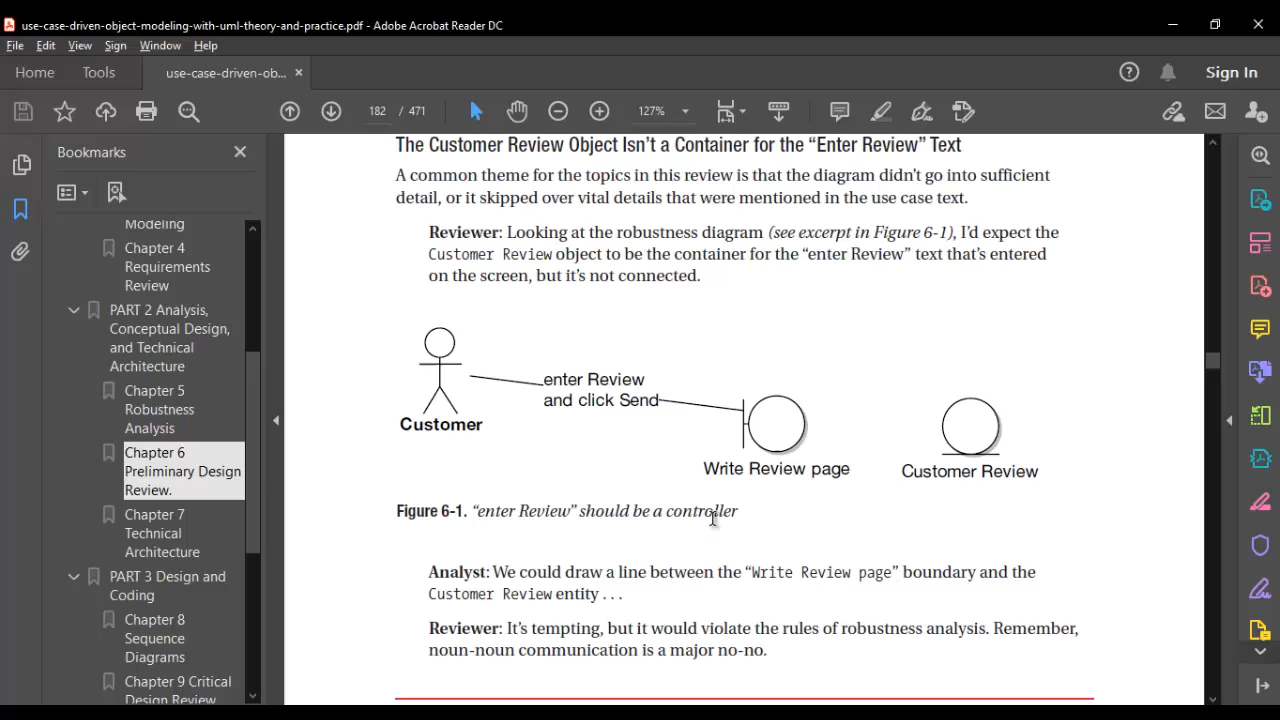 use-case-driven-object-modeling-with-uml-theory-and-practice.pdf - Adobe Acrobat Reader DC
File Edit View Sign Window Help
Home Tools use-case-driven-ob... × Sign In
182 / 471 127%
Bookmarks
Modeling
Chapter 4
Requirements
Review
PART 2 Analysis,
Conceptual Design,
and Technical
Architecture
Chapter 5
Robustness
Analysis
Chapter 6
Preliminary Design
Review.
Chapter 7
Technical
Architecture
PART 3 Design and
Coding
Chapter 8
Sequence
Diagrams
Chapter 9 Critical
Design Review
The Customer Review Object Isn’t a Container for the “Enter Review” Text
A common theme for the topics in this review is that the diagram didn’t go into sufficient
detail, or it skipped over vital details that were mentioned in the use case text.
Reviewer: Looking at the robustness diagram (see excerpt in Figure 6-1), I’d expect the
Customer Review object to be the container for the “enter Review” text that’s entered
on the screen, but it’s not connected.
enter Review
and click Send
Customer
Write Review page
Customer Review
Figure 6-1. “enter Review” should be a controller
Analyst: We could draw a line between the “Write Review page” boundary and the
Customer Review entity . . .
Reviewer: It’s tempting, but it would violate the rules of robustness analysis. Remember,
noun-noun communication is a major no-no.